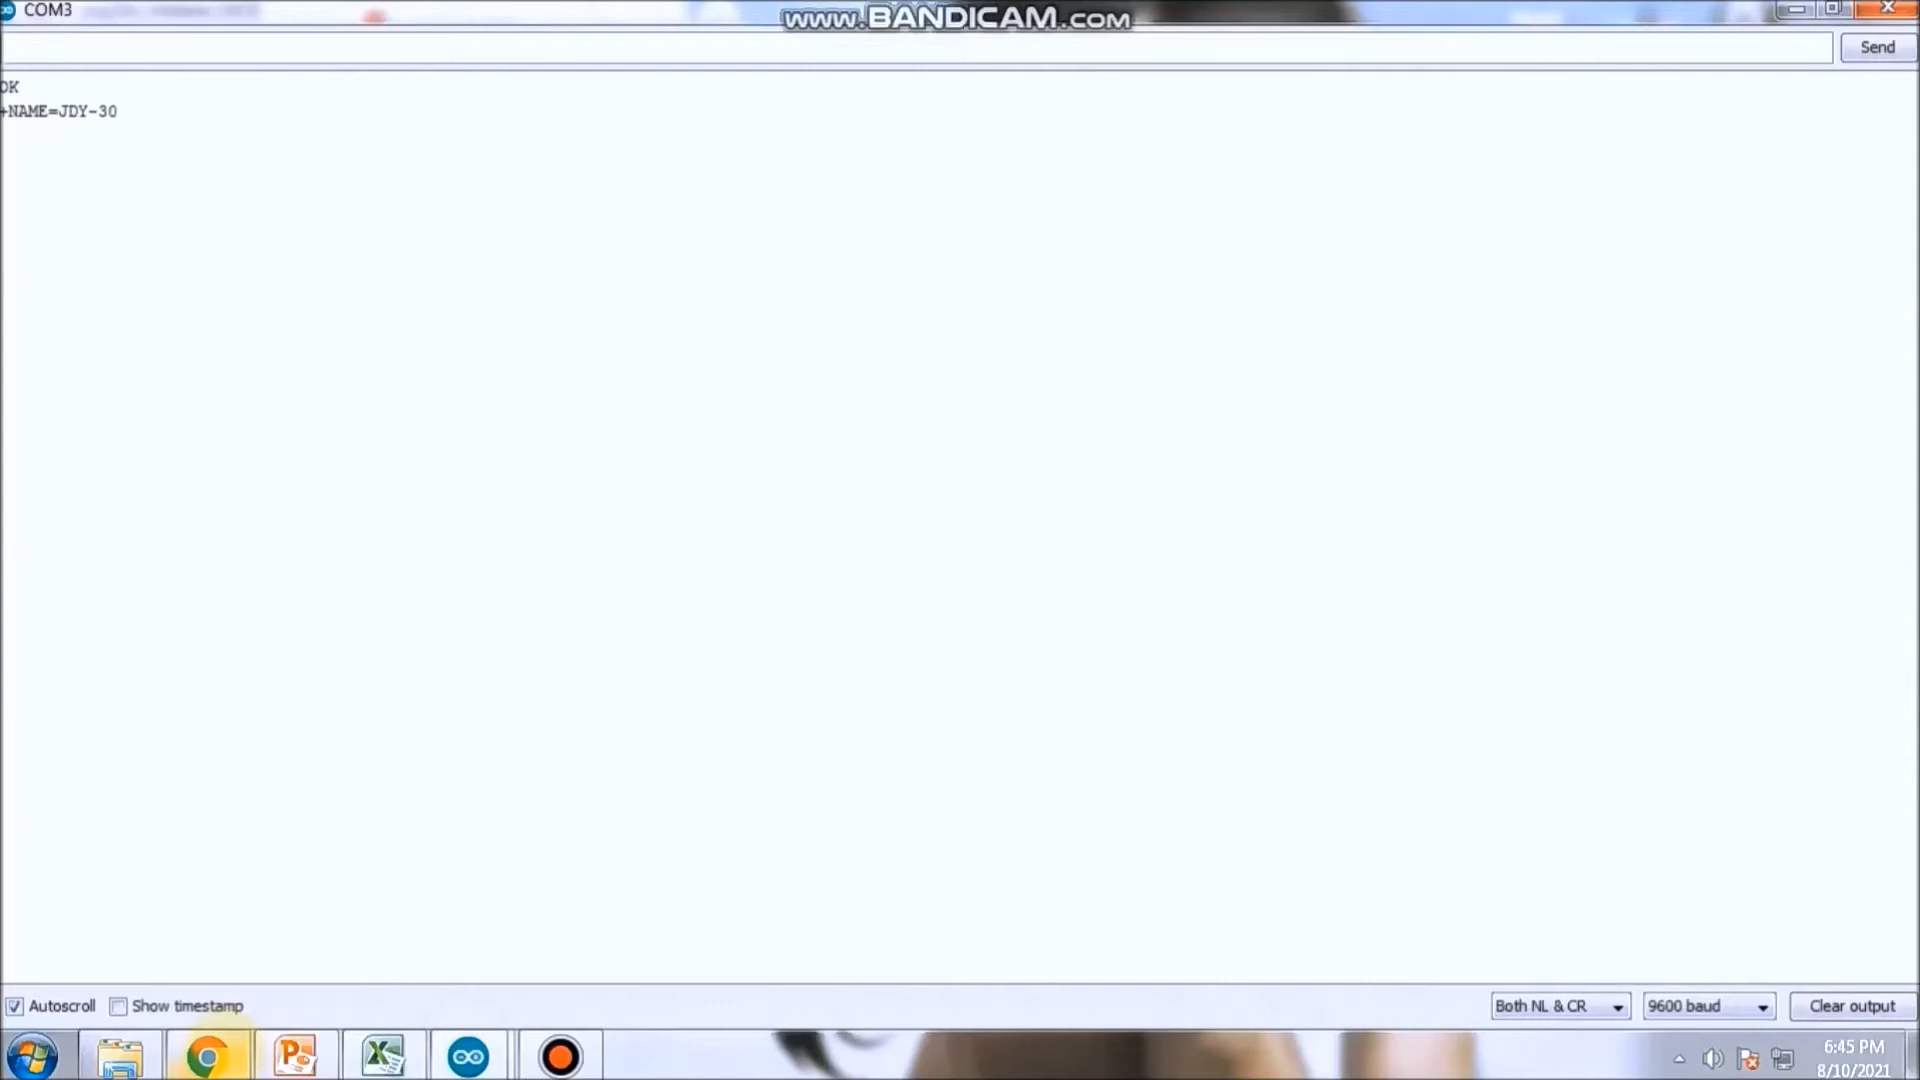 COM3
www.BANDICAM.com
Send
OK
+NAME=JDY-30
Autoscroll
Show timestamp
Both NL & CR
9600 baud
Clear output
6:45 PM
8/10/2021